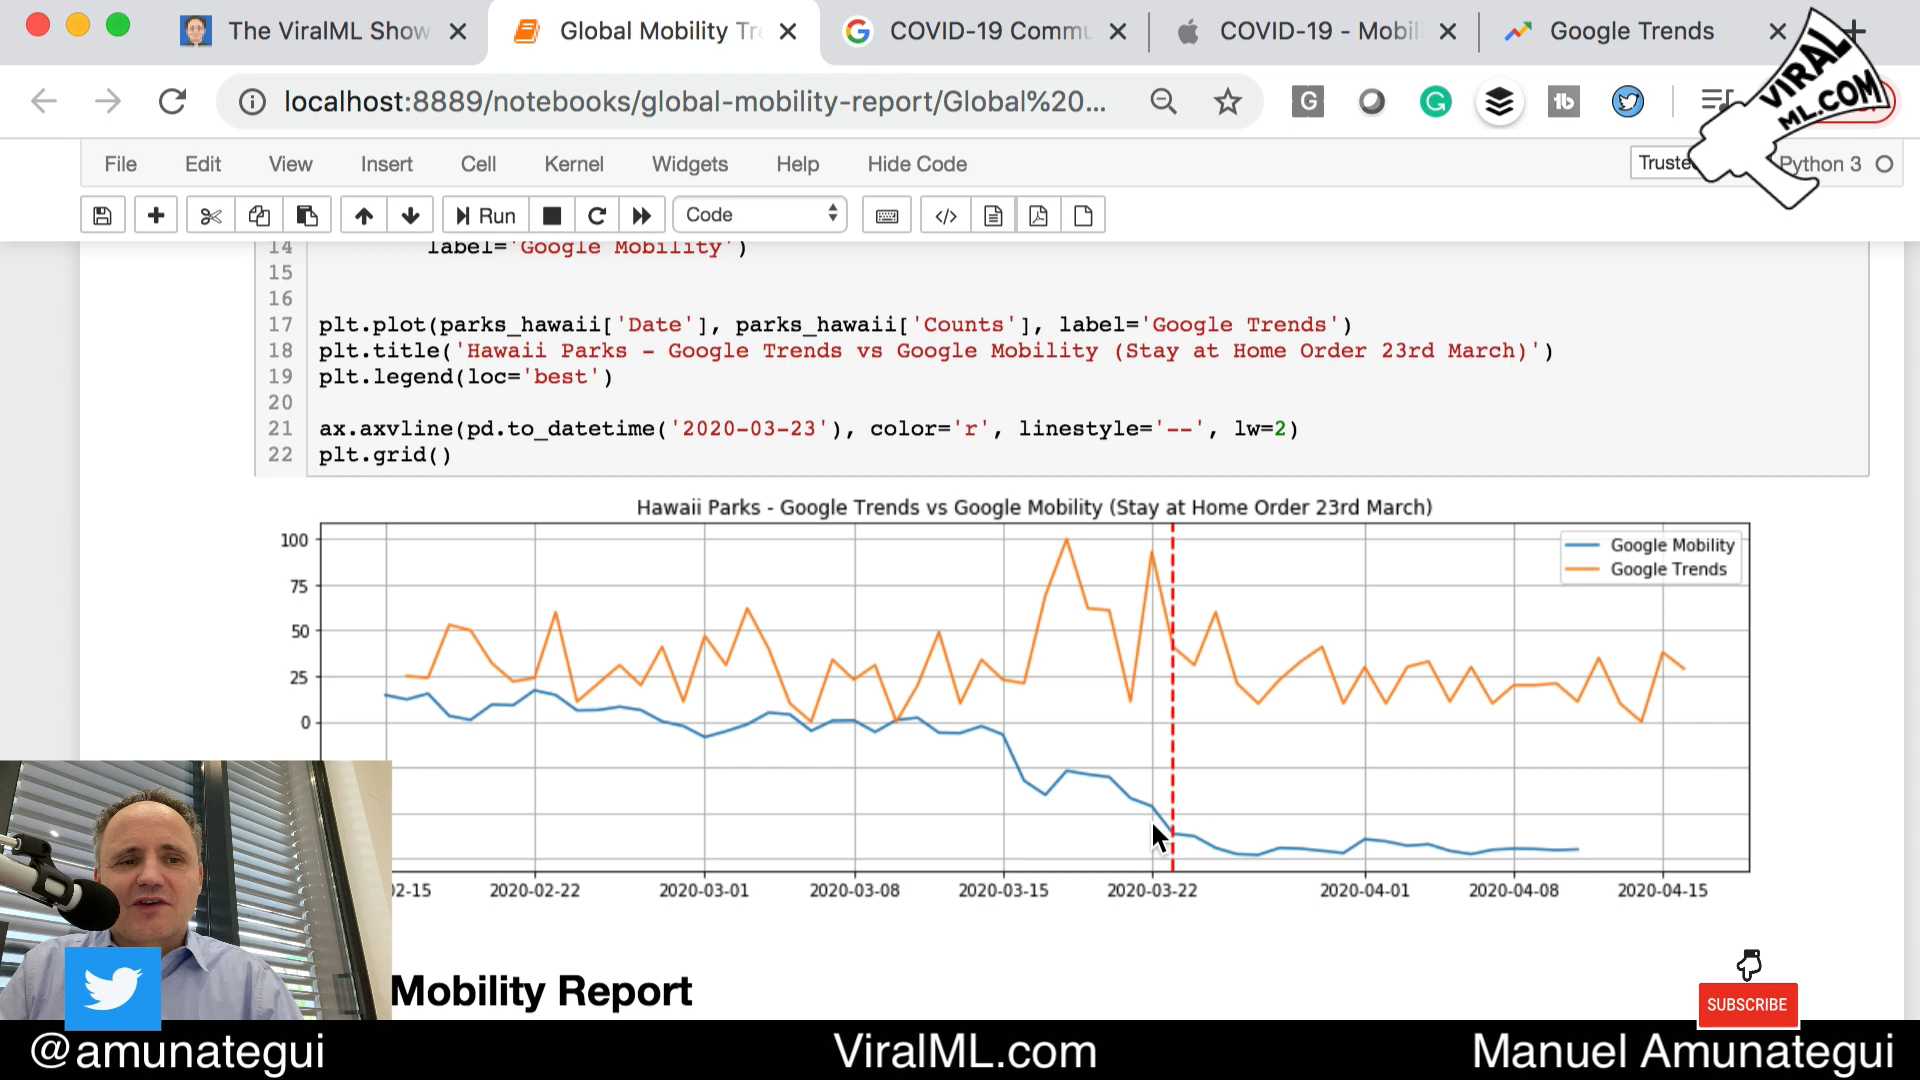 The ViralML Show
Global Mobility Tre
COVID-19 Commu
COVID-19 - Mobil
Google Trends
localhost:8889/notebooks/global-mobility-report/Global%20...
VIRAL
ML.COM
File Edit View Insert Cell Kernel Widgets Help Hide Code
Truste
Python 3
Run
Code
14 label='Google Mobility')
15
16
17 plt.plot(parks_hawaii['Date'], parks_hawaii['Counts'], label='Google Trends')
18 plt.title('Hawaii Parks - Google Trends vs Google Mobility (Stay at Home Order 23rd March)')
19 plt.legend(loc='best')
20
21 ax.axvline(pd.to_datetime('2020-03-23'), color='r', linestyle='--', lw=2)
22 plt.grid()
Hawaii Parks - Google Trends vs Google Mobility (Stay at Home Order 23rd March)
Google Mobility
Google Trends
100
75
50
25
0
02-15 2020-02-22 2020-03-01 2020-03-08 2020-03-15 2020-03-22 2020-04-01 2020-04-08 2020-04-15
Mobility Report
SUBSCRIBE
@amunategui
ViralML.com
Manuel Amunategui